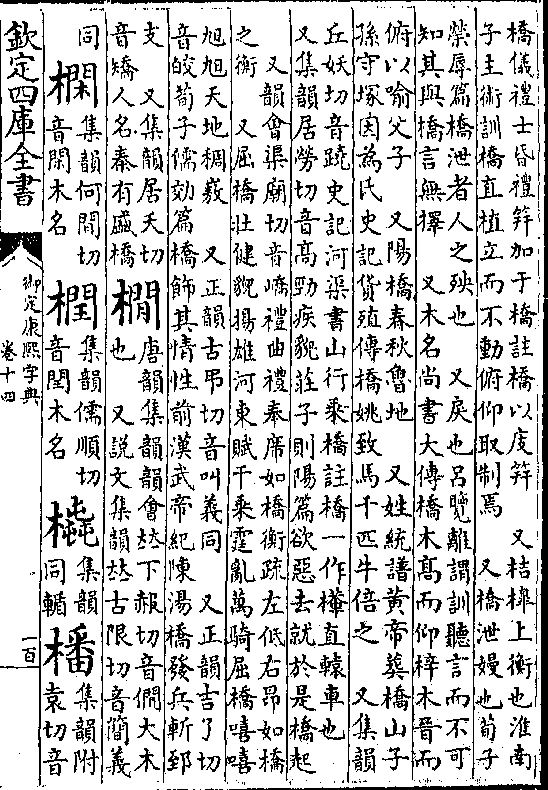 橋儀禮士昏禮笲加于橋註橋以庋笲　又桔槔上衡也淮南
子主術訓橋直植立而不動俯仰取制焉　又橋泄嫚也荀子
榮辱篇橋泄者人之殃也　又戾也呂覽離謂訓聽言而不可
知其與橋言無擇　又木名尚書大傳橋木高而仰梓木晉而
俯以喻父子　又陽橋春秋魯地　又姓統譜黄帝葬橋山子
孫守塚因為氏史記貨殖傳橋姚致馬千匹牛倍之　又集韻
丘妖切音蹺史記河渠書山行乘橋註橋一作檋直轅車也
又集韻居勞切音高勁疾貌莊子則陽篇欲惡去就於是橋起
又韻會渠廟切音嶠禮曲禮奉席如橋衡疏左低右昂如橋
之衡　又屈橋壯健貌揚雄河東賦千乘霆亂萬騎屈橋嘻嘻
旭旭天地稠㟼　又正韻古弔切音叫義同　又正韻吉了切
音皎荀子儒効篇橋飾其情性前漢武帝紀陳湯橋發兵斬郅
支　又集韻居夭切
音矯人名秦有盛橋
橺
唐韻集韻韻會𠀤下赧切音僩大木
也　又說文集韻𠀤古限切音簡義
同
橌
集韻何間切
音閑木名
橍
集韻儒順切
音閏木名
橇
集韻
同輴
橎
集韻附
袁切音
欽定四庫全書
御定康熙字典
卷十四
一百